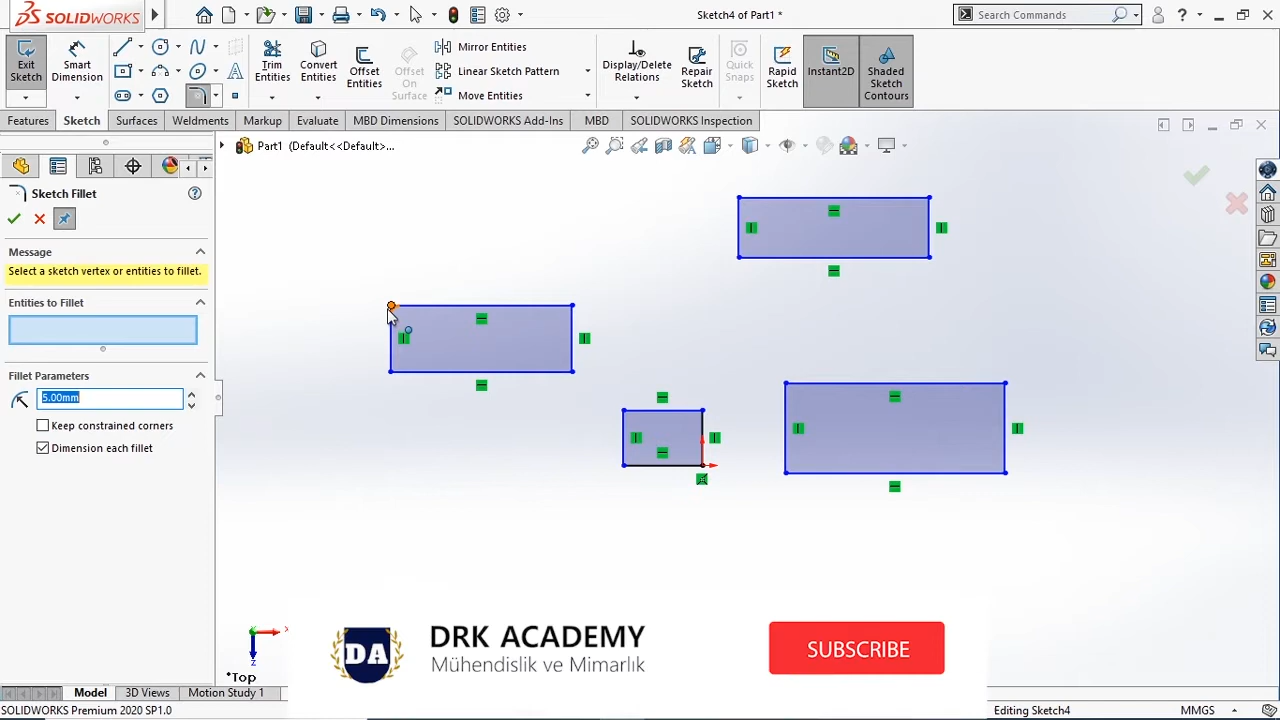 SOLIDWORKS
Sketch4 of Part1 *
Search Commands
?
Exit Sketch
Smart Dimension
Trim Entities
Convert Entities
Offset Entities
Offset On Surface
Mirror Entities
Linear Sketch Pattern
Move Entities
Display/Delete Relations
Repair Sketch
Quick Snaps
Rapid Sketch
Instant2D
Shaded Sketch Contours
Features
Sketch
Surfaces
Weldments
Markup
Evaluate
MBD Dimensions
SOLIDWORKS Add-Ins
MBD
SOLIDWORKS Inspection
Part1 (Default<<Default>...
Sketch Fillet
?
Message
Select a sketch vertex or entities to fillet.
Entities to Fillet
Fillet Parameters
5.00mm
Keep constrained corners
Dimension each fillet
X
Z
*Top
DA
DRK ACADEMY
Mühendislik ve Mimarlık
SUBSCRIBE
Model
3D Views
Motion Study 1
SOLIDWORKS Premium 2020 SP1.0
Editing Sketch4
MMGS